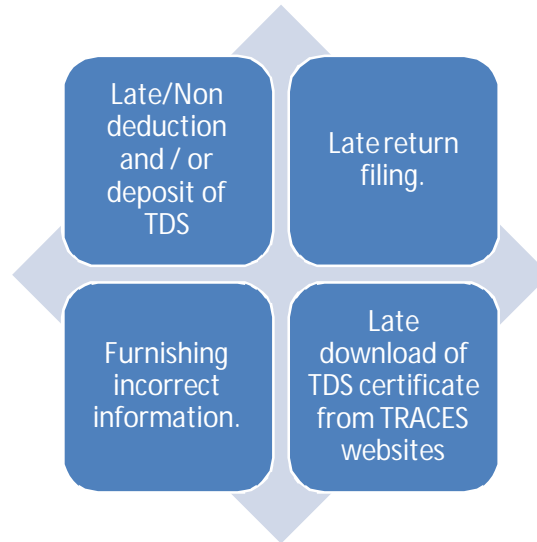 Late/Non
deduction
and / or
deposit of
TDS
Late return
filing.
Furnishing
incorrect
information.
Late
download of
TDS certificate
from TRACES
websites